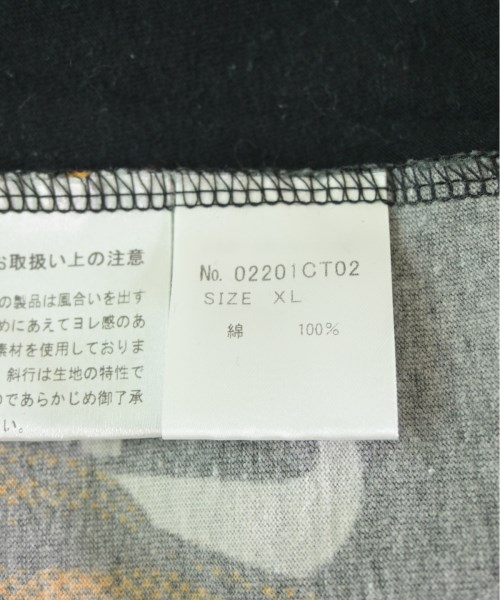 お取扱い上の注意
の製品は風合いを出す
めにあえてヨレ感のあ
素材を使用しておりま
斜行は生地の特性で
であらかじめ御了承
い。
No. 02201CT02
SIZE XL
綿 100%